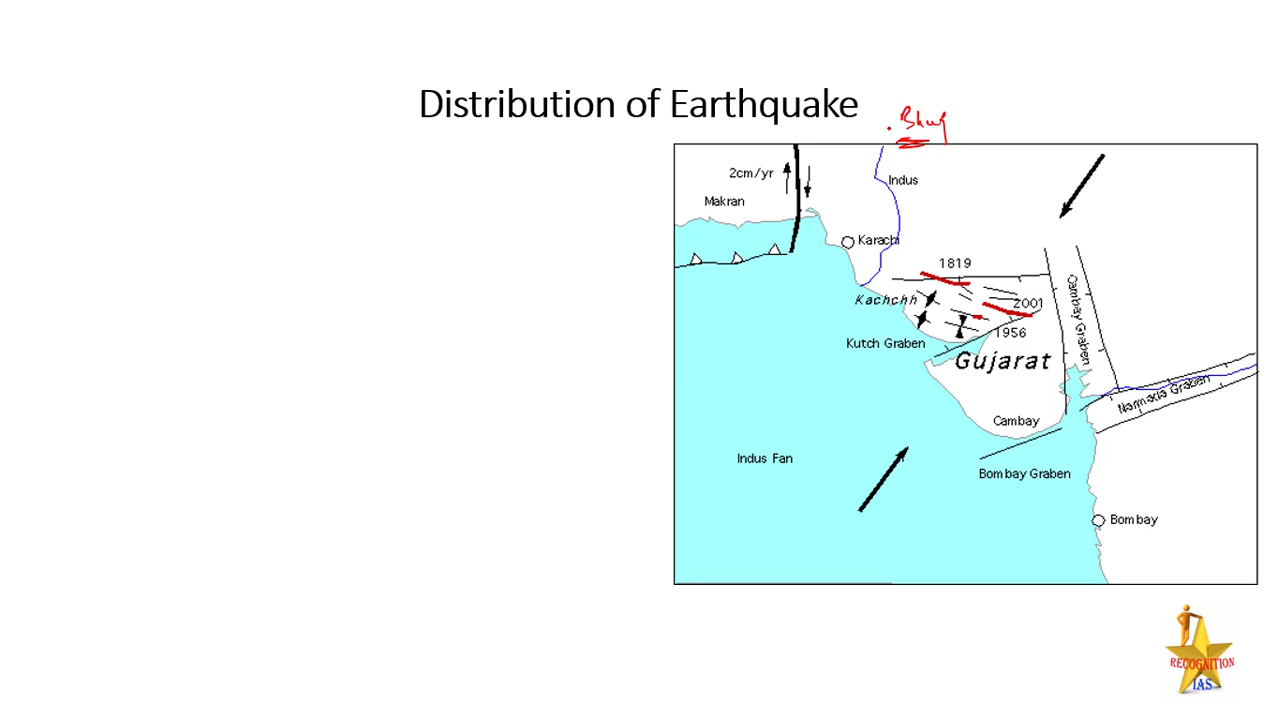 Distribution of Earthquake
Bhuj
2cm/yr
Indus
Makran
Karachi
1819
Kachchh
2001
1956
Kutch Graben
Gujarat
Cambay Graben
Narmada Graben
Cambay
Indus Fan
Bombay Graben
Bombay
RECOGNITION
IAS